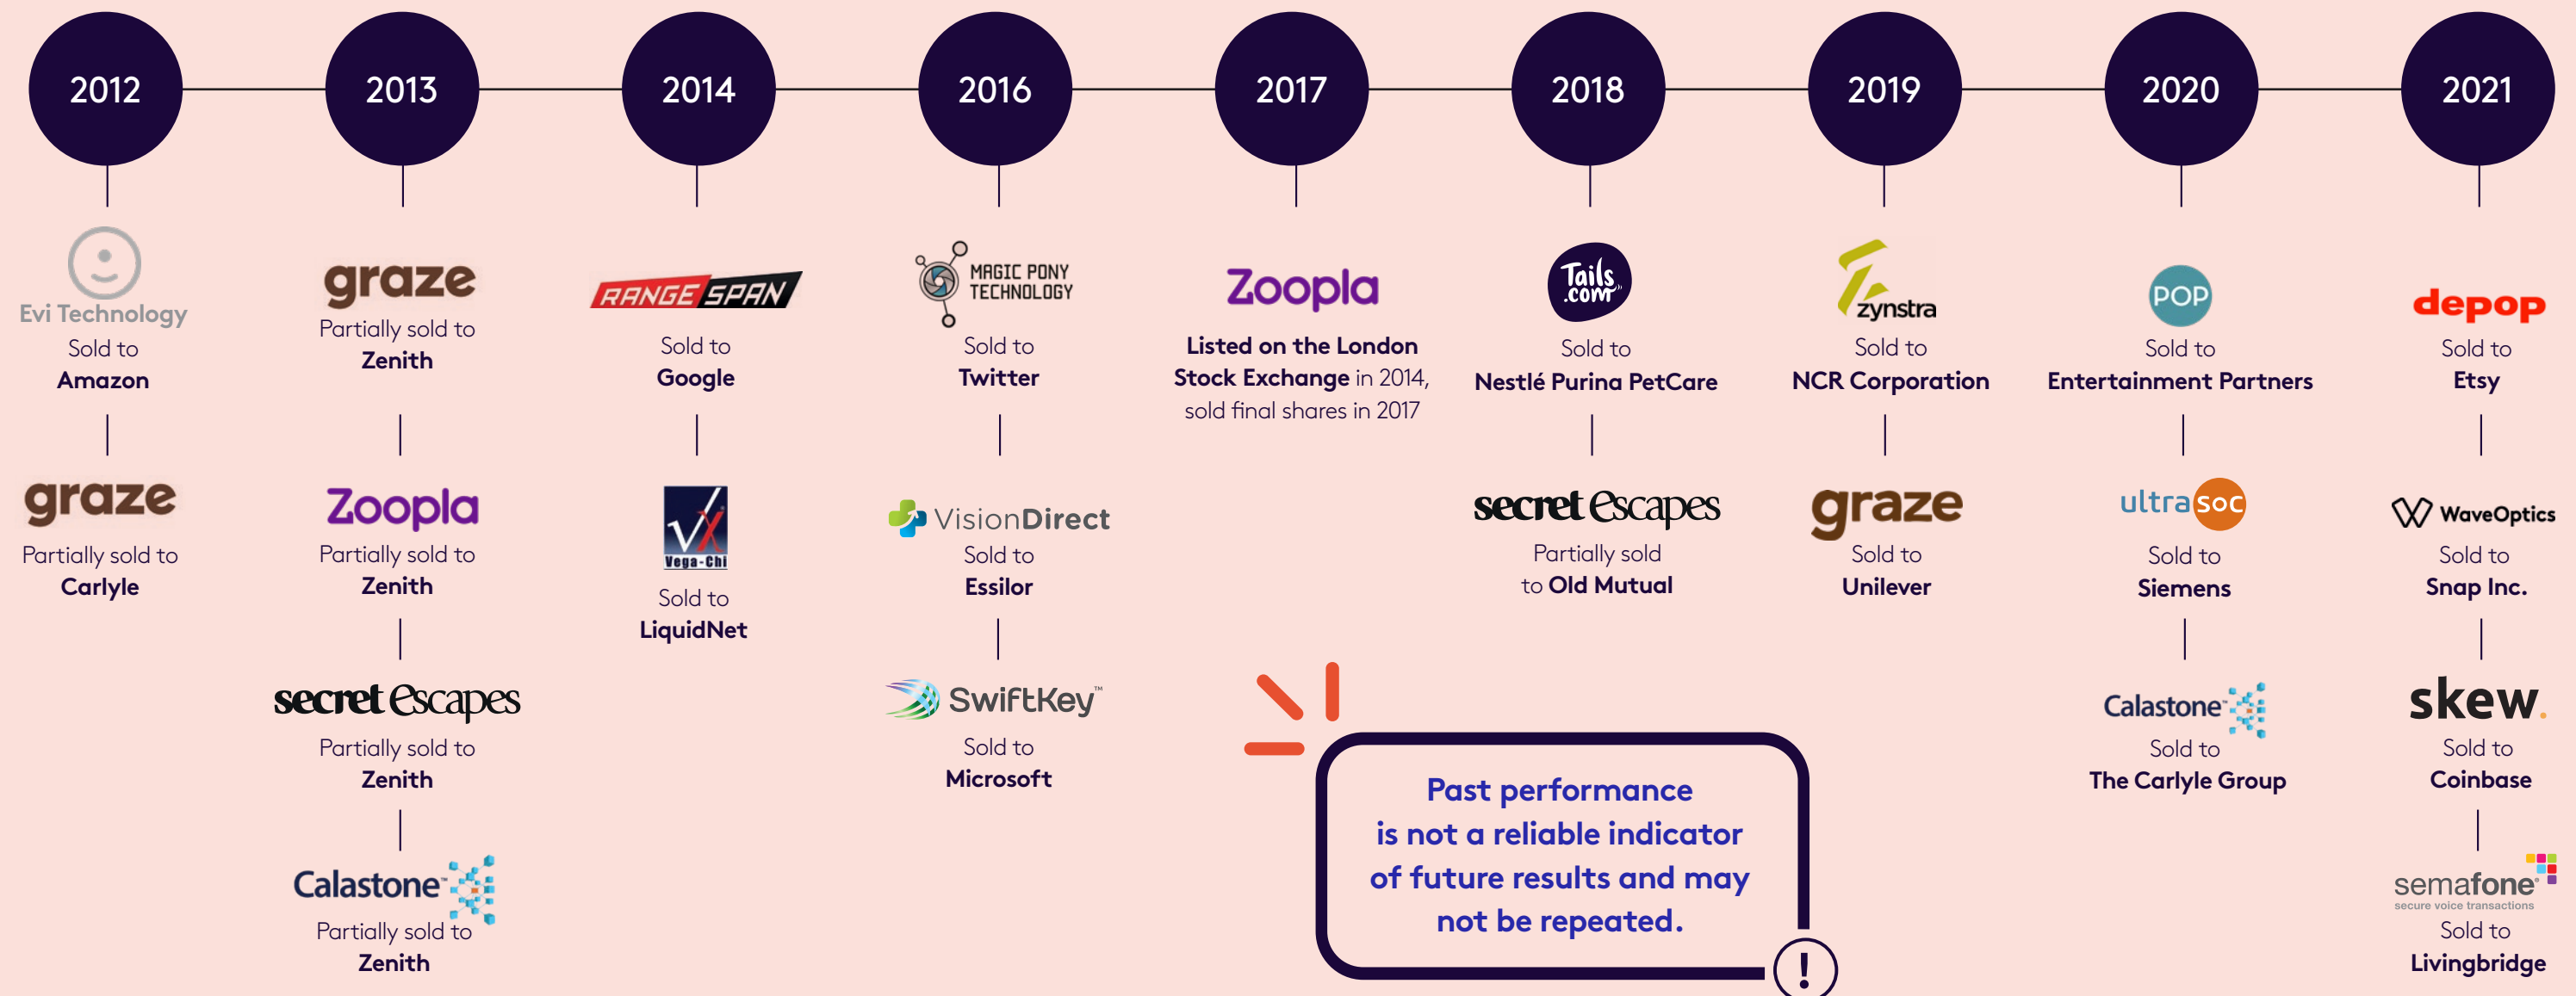 2012
2013
2014
2016
2017
2018
2019
2020
2021
Evi Technology
Sold to
Amazon
graze
Partially sold to
Carlyle
graze
Partially sold to
Zenith
Zoopla
Partially sold to
Zenith
secret escapes
Partially sold to
Zenith
Calastone™
Partially sold to
Zenith
RANGESPAN
Sold to
Google
VX
Vega-Chi
Sold to
LiquidNet
MAGIC PONY
TECHNOLOGY
Sold to
Twitter
VisionDirect
Sold to
Essilor
SwiftKey™
Sold to
Microsoft
Zoopla
Listed on the London
Stock Exchange in 2014,
sold final shares in 2017
Tails
.com
Sold to
Nestlé Purina PetCare
secret escapes
Partially sold
to Old Mutual
zynstra
Sold to
NCR Corporation
graze
Sold to
Unilever
POP
Sold to
Entertainment Partners
ultrasoc
Sold to
Siemens
Calastone™
Sold to
The Carlyle Group
depop
Sold to
Etsy
WaveOptics
Sold to
Snap Inc.
skew.
Sold to
Coinbase
semafone®
secure voice transactions
Sold to
Livingbridge
Past performance
is not a reliable indicator
of future results and may
not be repeated.
!